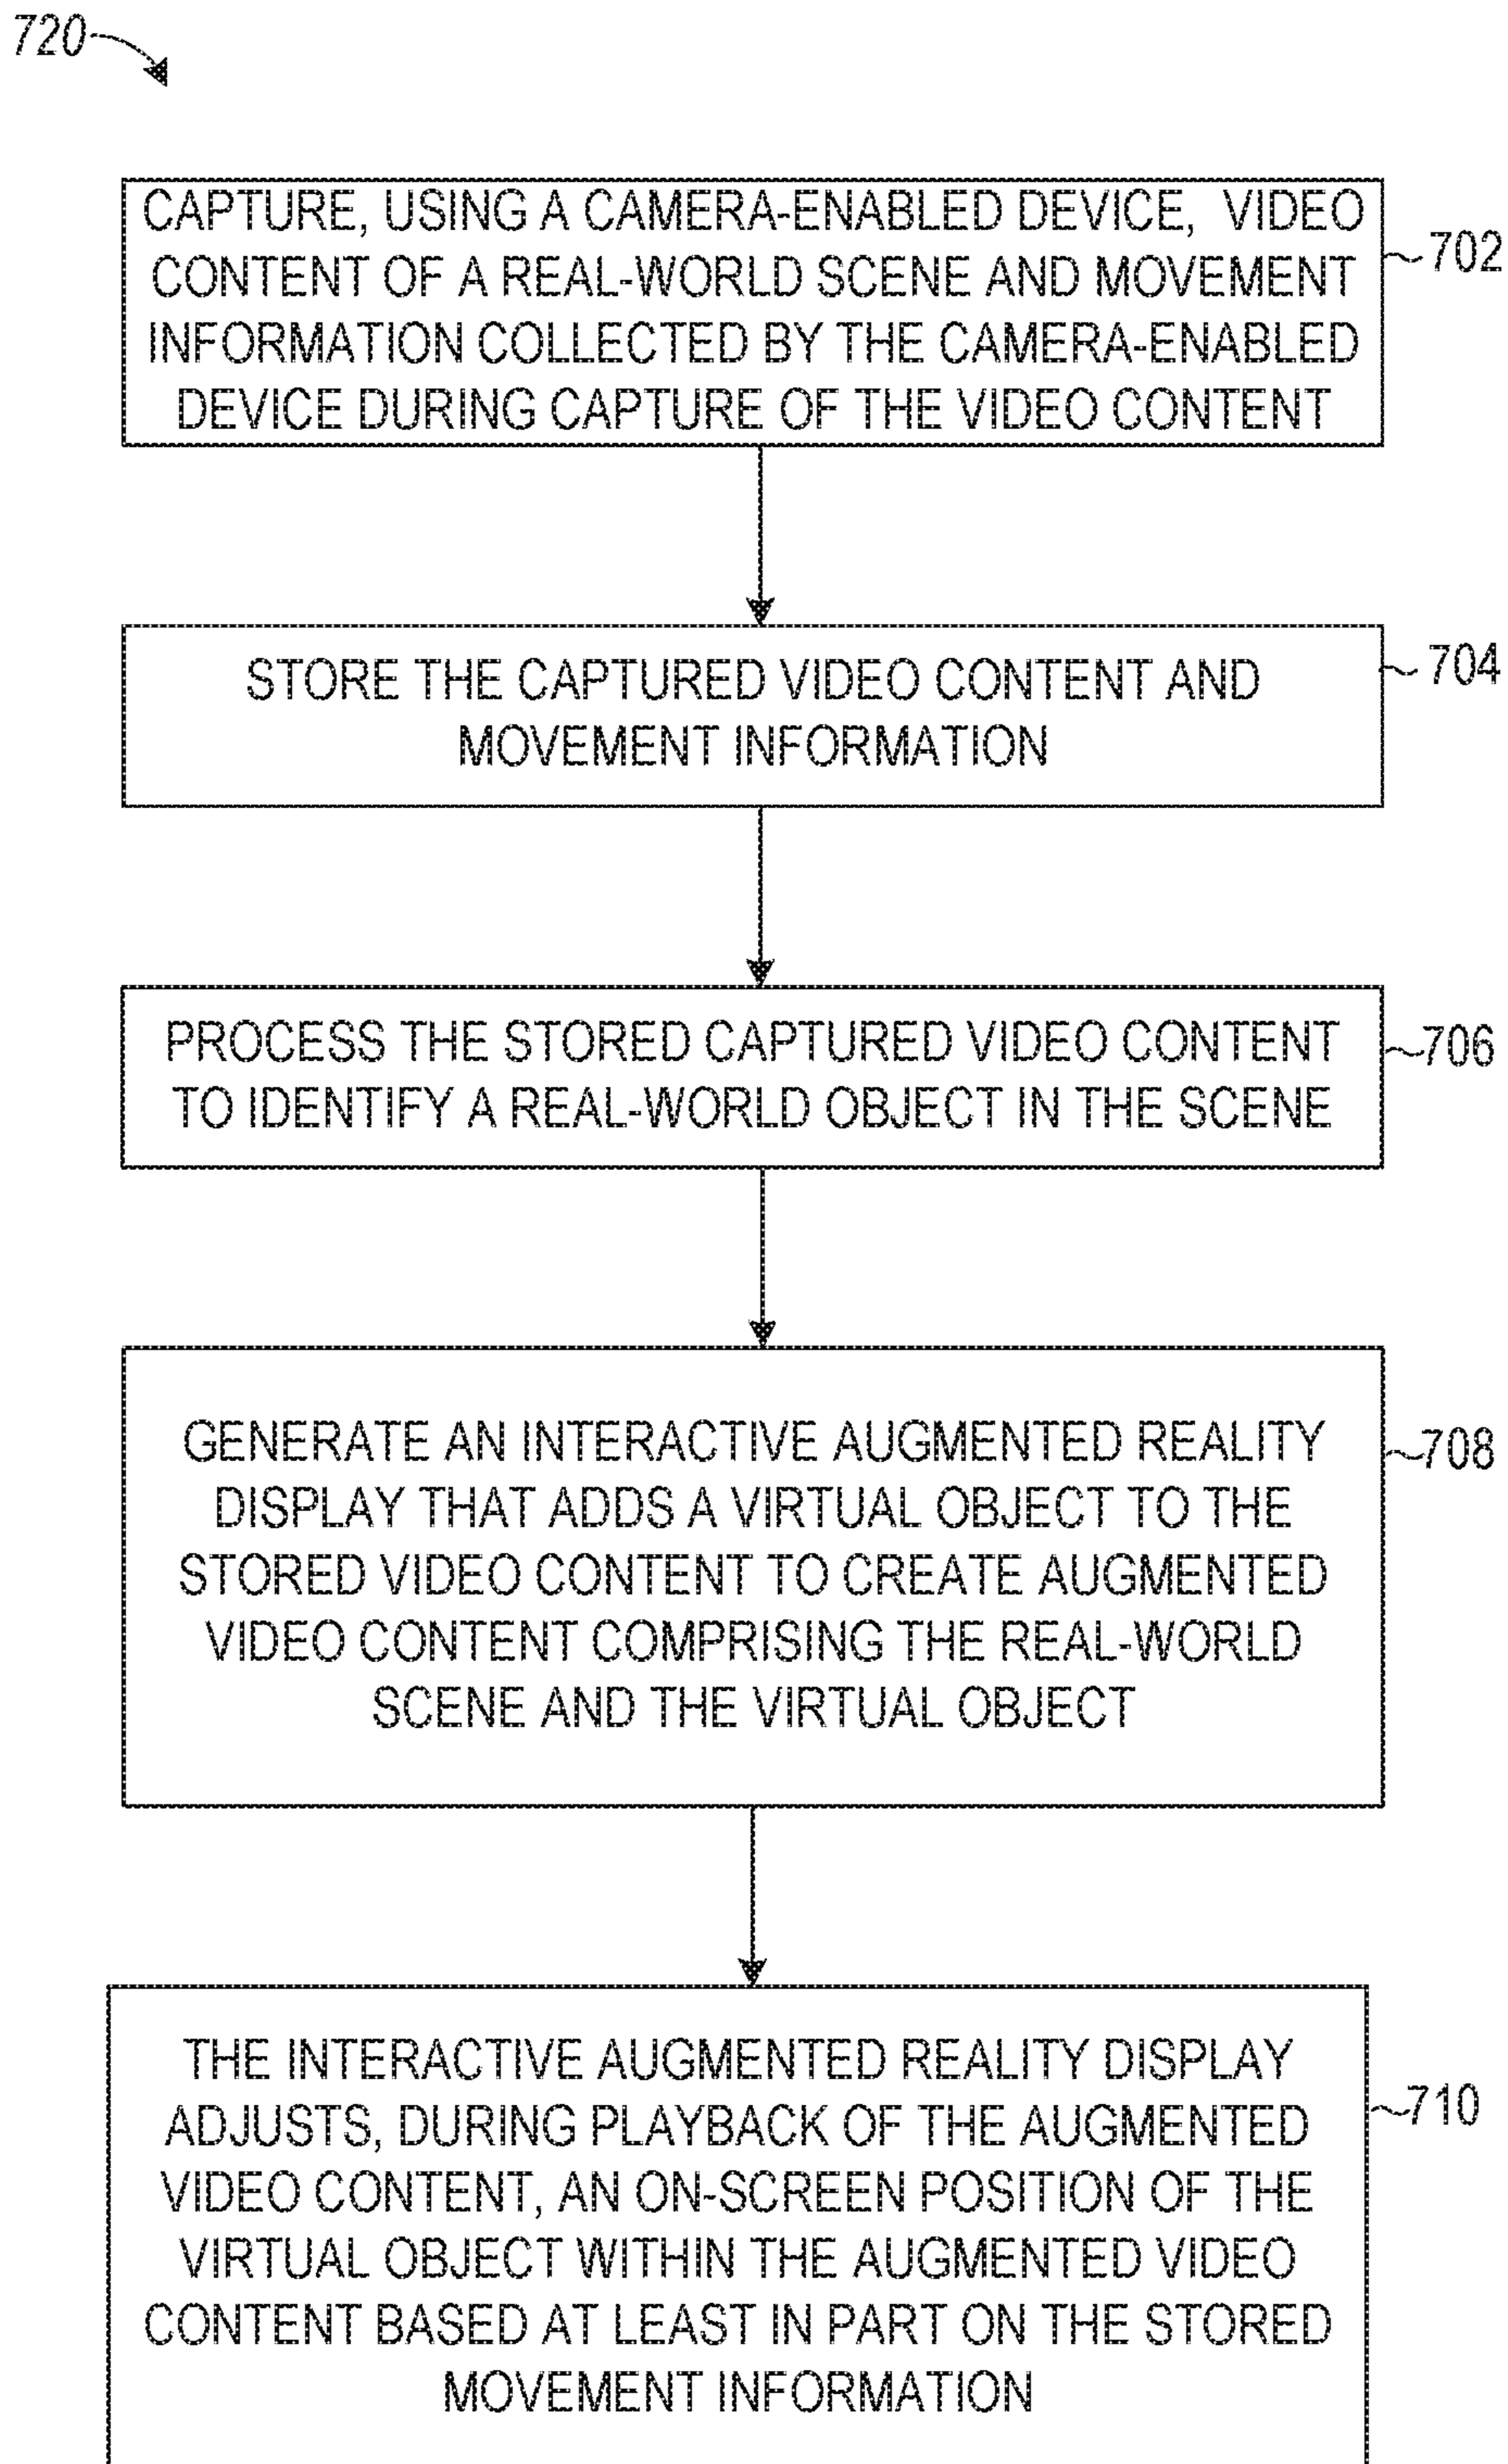 720
CAPTURE, USING A CAMERA-ENABLED DEVICE, VIDEO
CONTENT OF A REAL-WORLD SCENE AND MOVEMENT
INFORMATION COLLECTED BY THE CAMERA-ENABLED
DEVICE DURING CAPTURE OF THE VIDEO CONTENT
702
STORE THE CAPTURED VIDEO CONTENT AND
MOVEMENT INFORMATION
704
PROCESS THE STORED CAPTURED VIDEO CONTENT
TO IDENTIFY A REAL-WORLD OBJECT IN THE SCENE
706
GENERATE AN INTERACTIVE AUGMENTED REALITY
DISPLAY THAT ADDS A VIRTUAL OBJECT TO THE
STORED VIDEO CONTENT TO CREATE AUGMENTED
VIDEO CONTENT COMPRISING THE REAL-WORLD
SCENE AND THE VIRTUAL OBJECT
708
THE INTERACTIVE AUGMENTED REALITY DISPLAY
ADJUSTS, DURING PLAYBACK OF THE AUGMENTED
VIDEO CONTENT, AN ON-SCREEN POSITION OF THE
VIRTUAL OBJECT WITHIN THE AUGMENTED VIDEO
CONTENT BASED AT LEAST IN PART ON THE STORED
MOVEMENT INFORMATION
710